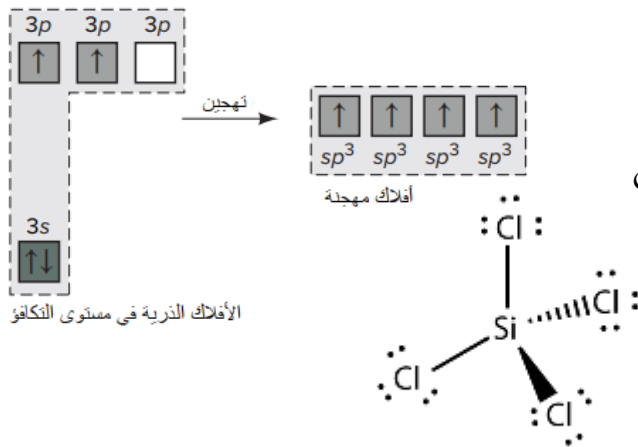 3p 3p 3p
↑ ↑
تهجين
↑ ↑ ↑ ↑
sp³ sp³ sp³ sp³
أفلاك مهجنة
3s
↑↓
الأفلاك الذرية في مستوى التكافؤ
Cl
Cl
Si
Cl
Cl